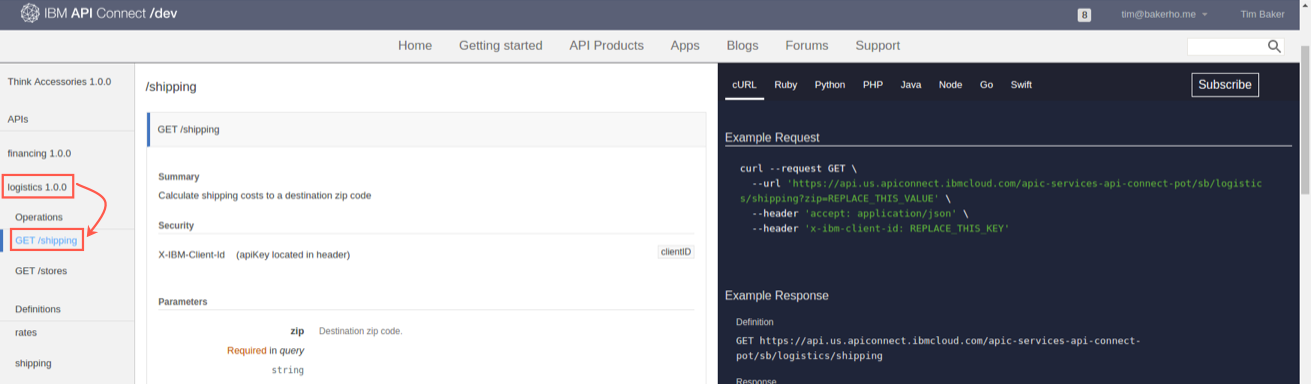 IBM API Connect /dev
8
tim@bakerho.me
Tim Baker
Home Getting started API Products Apps Blogs Forums Support
Think Accessories 1.0.0
APIs
financing 1.0.0
logistics 1.0.0
Operations
GET /shipping
GET /stores
Definitions
rates
shipping
/shipping
GET /shipping
Summary
Calculate shipping costs to a destination zip code
Security
X-IBM-Client-Id (apiKey located in header)
clientID
Parameters
zip Destination zip code.
Required in query
string
cURL Ruby Python PHP Java Node Go Swift
Subscribe
Example Request
curl --request GET \
--url 'https://api.us.apiconnect.ibmcloud.com/apic-services-api-connect-pot/sb/logistic
s/shipping?zip=REPLACE_THIS_VALUE' \
--header 'accept: application/json' \
--header 'x-ibm-client-id: REPLACE_THIS_KEY'
Example Response
Definition
GET https://api.us.apiconnect.ibmcloud.com/apic-services-api-connect-
pot/sb/logistics/shipping
Response